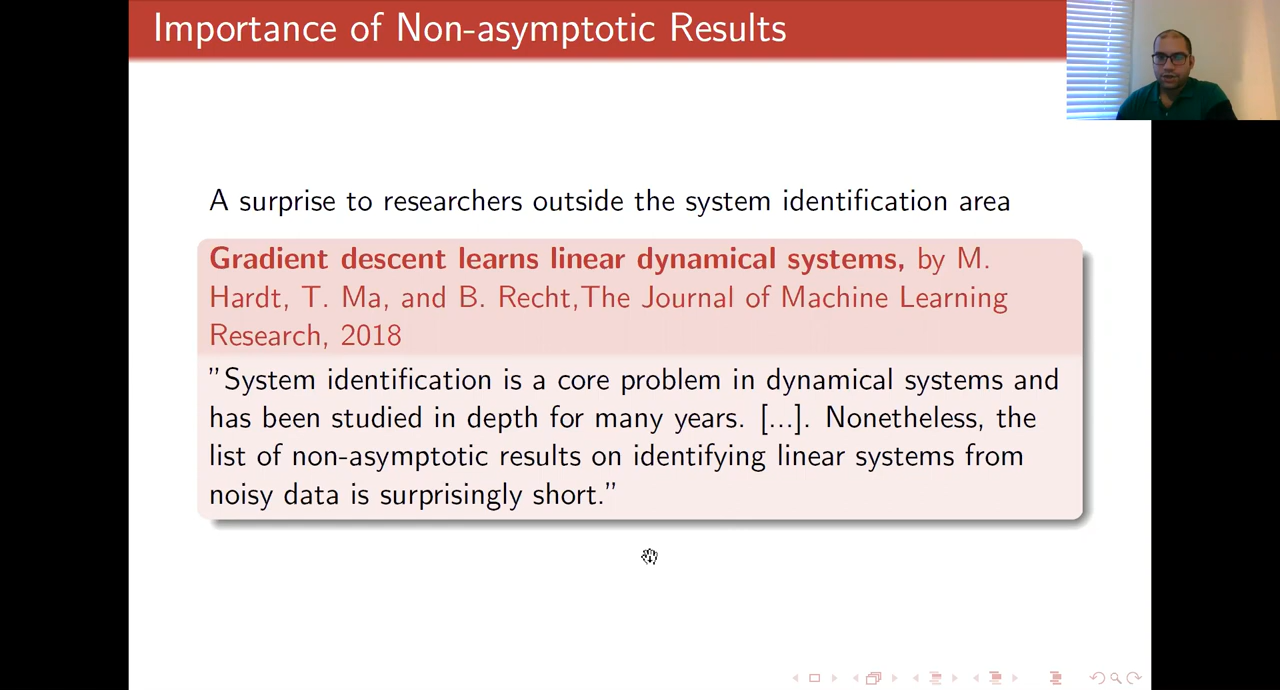 Importance of Non-asymptotic Results
A surprise to researchers outside the system identification area
Gradient descent learns linear dynamical systems, by M.
Hardt, T. Ma, and B. Recht,The Journal of Machine Learning
Research, 2018
”System identification is a core problem in dynamical systems and
has been studied in depth for many years. [...]. Nonetheless, the
list of non-asymptotic results on identifying linear systems from
noisy data is surprisingly short.”